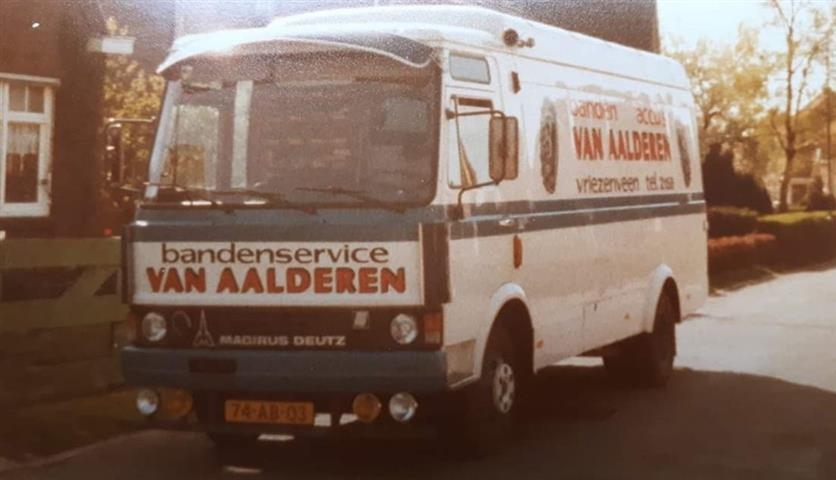 bandenservice
VAN AALDEREN
MAGIRUS DEUTZ
74-AB-03
banden accu's
VAN AALDEREN
vriezenveen tel.